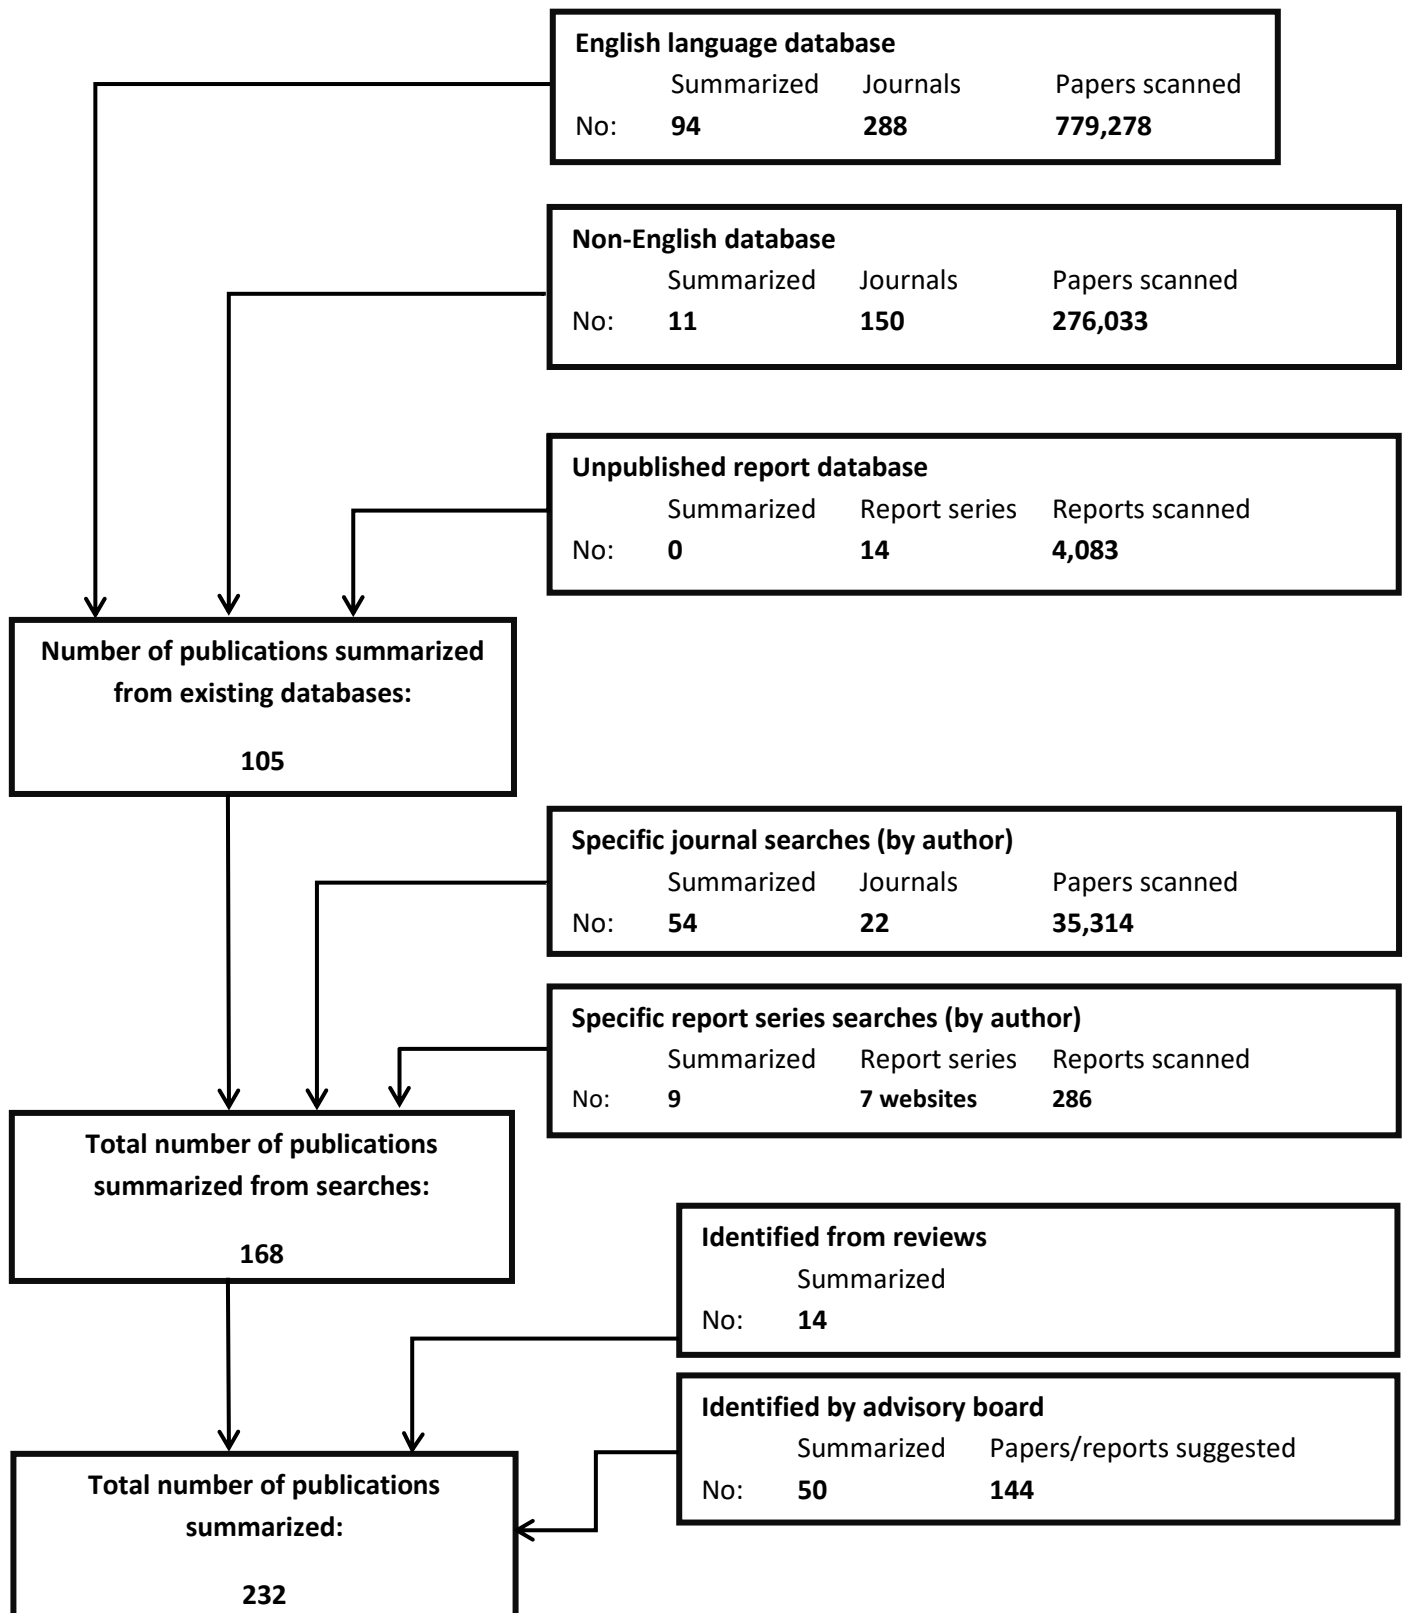 English language database
Summarized Journals Papers scanned
No: 94 288 779,278
Non-English database
Summarized Journals Papers scanned
No: 11 150 276,033
Unpublished report database
Summarized Report series Reports scanned
No: 0 14 4,083
Number of publications summarized
from existing databases:
105
Specific journal searches (by author)
Summarized Journals Papers scanned
No: 54 22 35,314
Specific report series searches (by author)
Summarized Report series Reports scanned
No: 9 7 websites 286
Total number of publications
summarized from searches:
168
Identified from reviews
Summarized
No: 14
Identified by advisory board
Summarized Papers/reports suggested
No: 50 144
Total number of publications
summarized:
232